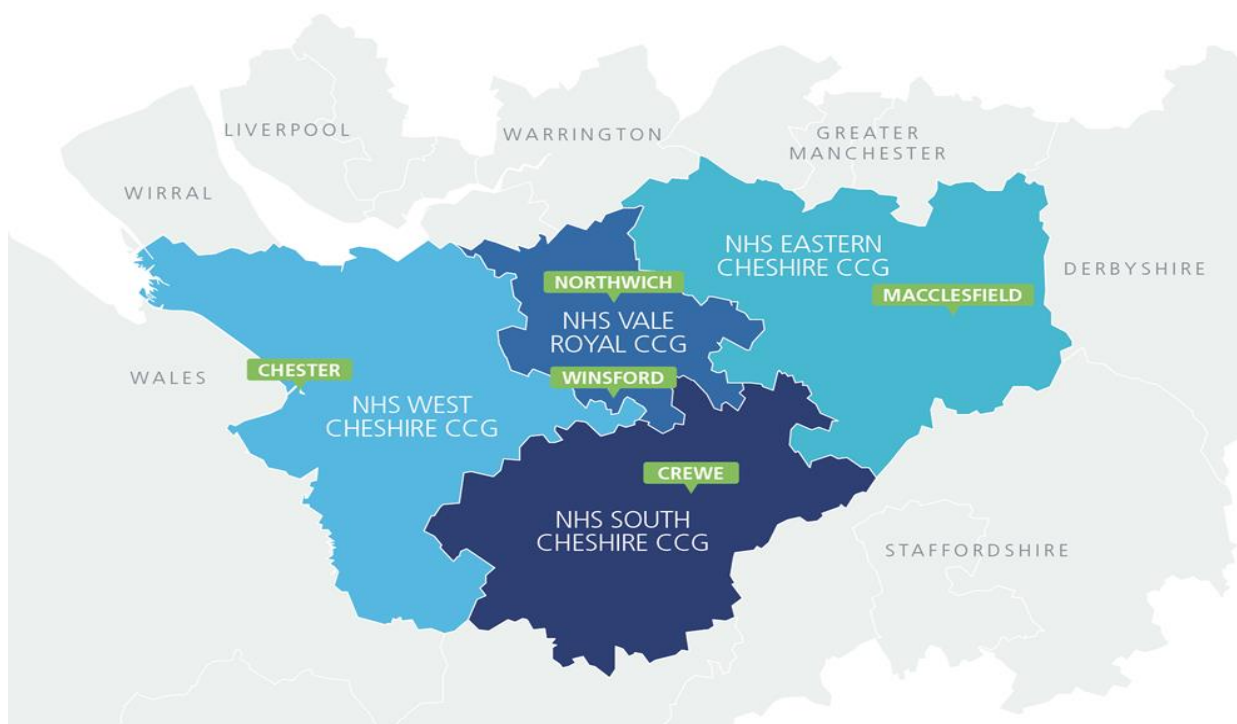 LIVERPOOL
WARRINGTON
GREATER
MANCHESTER
WIRRAL
NHS EASTERN
CHESHIRE CCG
DERBYSHIRE
NORTHWICH
MACCLESFIELD
NHS VALE
ROYAL CCG
WALES
CHESTER
WINSFORD
NHS WEST
CHESHIRE CCG
CREWE
NHS SOUTH
CHESHIRE CCG
STAFFORDSHIRE